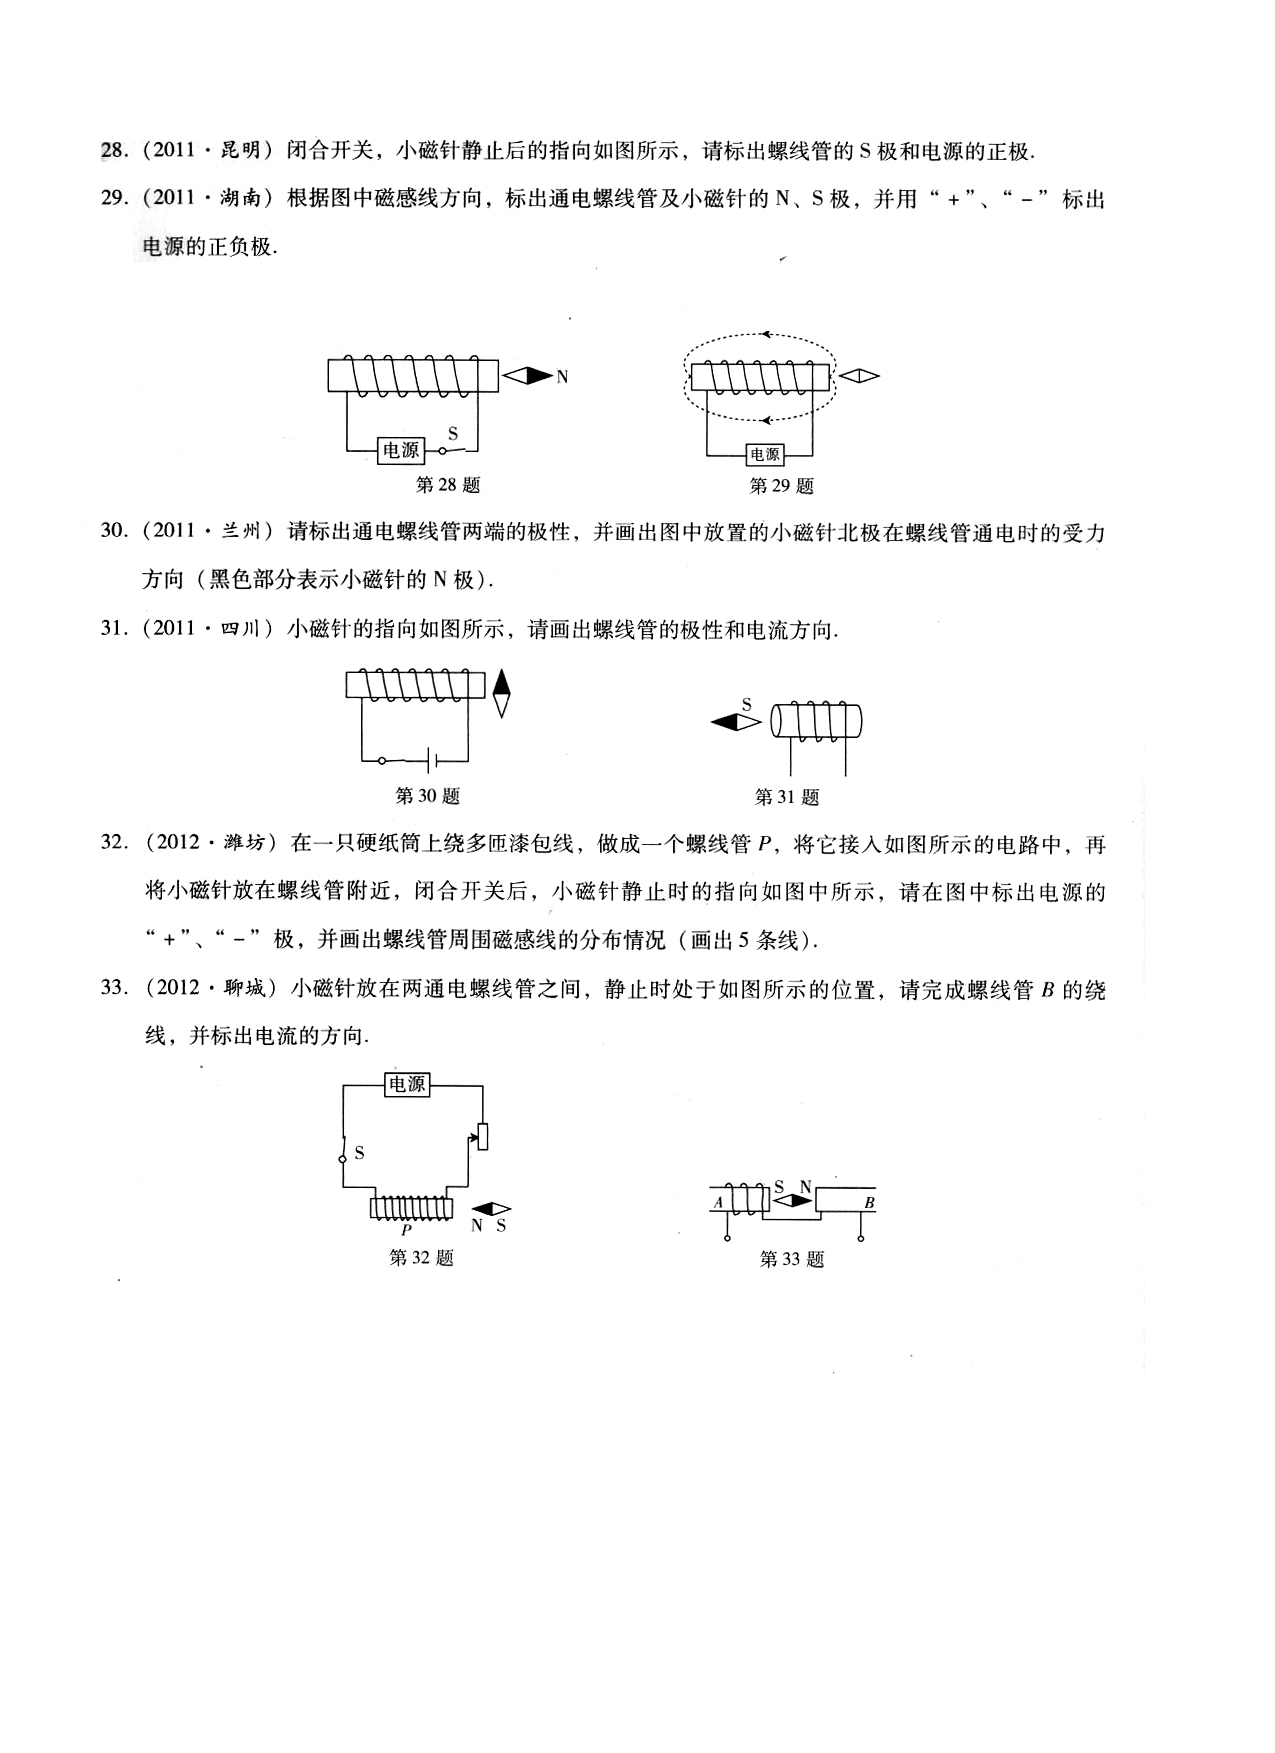 28. (2011·昆明) 闭合开关，小磁针静止后的指向如图所示，请标出螺线管的 S 极和电源的正极.
29. (2011·湖南) 根据图中磁感线方向，标出通电螺线管及小磁针的 N、S 极，并用 “+”、“－” 标出
电源的正负极.
N
电源
S
第 28 题
电源
第 29 题
30. (2011·兰州) 请标出通电螺线管两端的极性，并画出图中放置的小磁针北极在螺线管通电时的受力
方向 (黑色部分表示小磁针的 N 极).
31. (2011·四川) 小磁针的指向如图所示，请画出螺线管的极性和电流方向.
第 30 题
S
第 31 题
32. (2012·潍坊) 在一只硬纸筒上绕多匝漆包线，做成一个螺线管 P，将它接入如图所示的电路中，再
将小磁针放在螺线管附近，闭合开关后，小磁针静止时的指向如图中所示，请在图中标出电源的
“+”、“－” 极，并画出螺线管周围磁感线的分布情况 (画出 5 条线).
33. (2012·聊城) 小磁针放在两通电螺线管之间，静止时处于如图所示的位置，请完成螺线管 B 的绕
线，并标出电流的方向.
电源
S
P
N S
第 32 题
S N
A
B
第 33 题